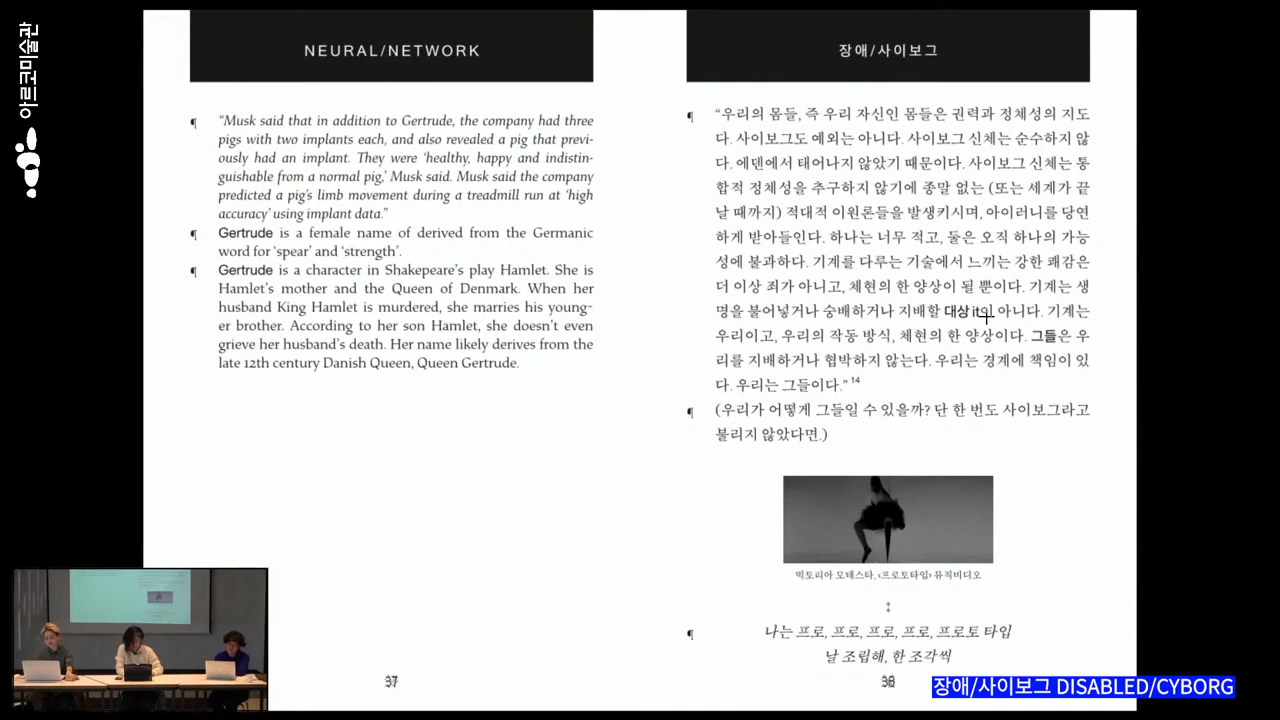 아르코미술관
NEURAL/NETWORK
¶ “Musk said that in addition to Gertrude, the company had three
pigs with two implants each, and also revealed a pig that previ-
ously had an implant. They were ‘healthy, happy and indistin-
guishable from a normal pig,’ Musk said. Musk said the company
predicted a pig’s limb movement during a treadmill run at ‘high
accuracy’ using implant data.”
¶ Gertrude is a female name of derived from the Germanic
word for ‘spear’ and ‘strength’.
¶ Gertrude is a character in Shakepeare’s play Hamlet. She is
Hamlet’s mother and the Queen of Denmark. When her
husband King Hamlet is murdered, she marries his young-
er brother. According to her son Hamlet, she doesn’t even
grieve her husband’s death. Her name likely derives from the
late 12th century Danish Queen, Queen Gertrude.
장애/사이보그
¶ “우리의 몸들, 즉 우리 자신인 몸들은 권력과 정체성의 지도
다. 사이보그도 예외는 아니다. 사이보그 신체는 순수하지 않
다. 에덴에서 태어나지 않았기 때문이다. 사이보그 신체는 통
합적 정체성을 추구하지 않기에 종말 없는 (또는 세계가 끝
날 때까지) 적대적 이원론들을 발생키시며, 아이러니를 당연
하게 받아들인다. 하나는 너무 적고, 둘은 오직 하나의 가능
성에 불과하다. 기계를 다루는 기술에서 느끼는 강한 쾌감은
더 이상 죄가 아니고, 체현의 한 양상이 될 뿐이다. 기계는 생
명을 불어넣거나 숭배하거나 지배할 대상 it이 아니다. 기계는
우리이고, 우리의 작동 방식, 체현의 한 양상이다. 그들은 우
리를 지배하거나 협박하지 않는다. 우리는 경계에 책임이 있
다. 우리는 그들이다.” 14
¶ (우리가 어떻게 그들일 수 있을까? 단 한 번도 사이보그라고
불리지 않았다면.)
빅토리아 모데스타, ‹프로토타입› 뮤직비디오
↕
¶ 나는 프로, 프로, 프로, 프로, 프로토 타입
날 조립해, 한 조각씩
장애/사이보그 DISABLED/CYBORG